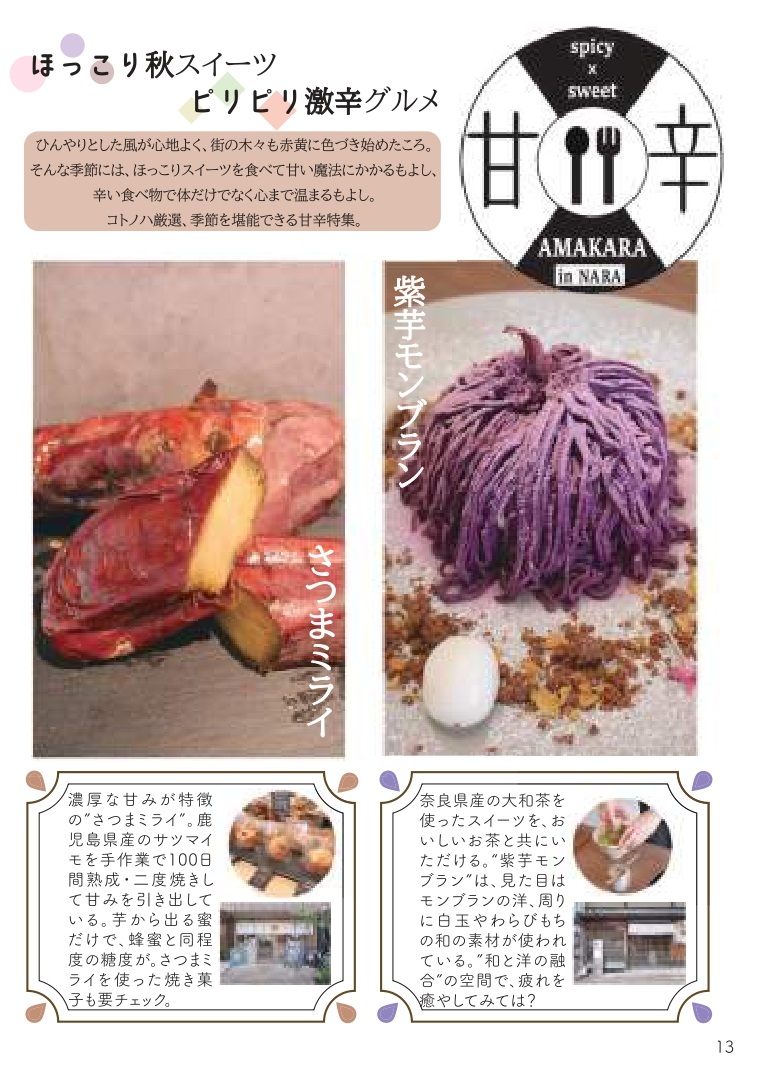 ほっこり秋スイーツ
ピリピリ激辛グルメ
spicy
x
sweet
甘 辛
AMAKARA
in NARA
ひんやりとした風が心地よく、街の木々も赤黄に色づき始めたころ。
そんな季節には、ほっこりスイーツを食べて甘い魔法にかかるもよし、
辛い食べ物で体だけでなく心まで温まるもよし。
コトノハ厳選、季節を堪能できる甘辛特集。
さつまミライ
紫芋モンブラン
濃厚な甘みが特徴
の"さつまミライ"。鹿
児島県産のサツマイ
モを手作業で100日
間熟成・二度焼きし
て甘みを引き出して
いる。芋から出る蜜
だけで、蜂蜜と同程
度の糖度が。さつまミ
ライを使った焼き菓
子も要チェック。
奈良県産の大和茶を
使ったスイーツを、お
いしいお茶と共にい
ただける。"紫芋モン
ブラン"は、見た目は
モンブランの洋、周り
に白玉やわらびもち
の和の素材が使われ
ている。"和と洋の融
合"の空間で、疲れを
癒やしてみては?
13